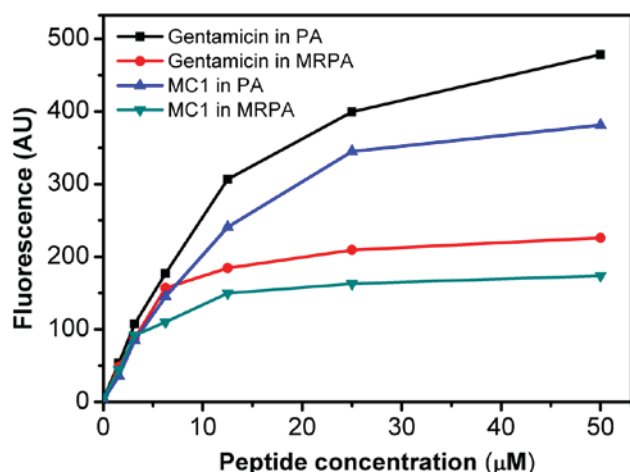 Gentamicin in PA
Gentamicin in MRPA
MC1 in PA
MC1 in MRPA
Fluorescence (AU)
500
400
300
200
100
0
0 10 20 30 40 50
Peptide concentration (μM)